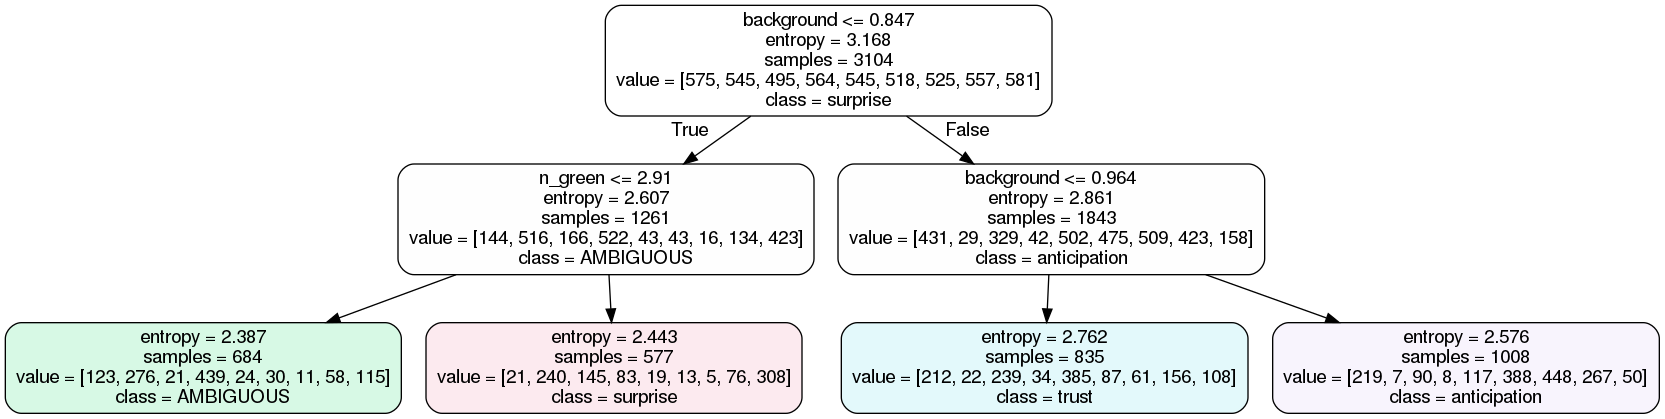 background <= 0.847
entropy = 3.168
samples = 3104
value = [575, 545, 495, 564, 545, 518, 525, 557, 581]
class = surprise
True
False
n_green <= 2.91
entropy = 2.607
samples = 1261
value = [144, 516, 166, 522, 43, 43, 16, 134, 423]
class = AMBIGUOUS
background <= 0.964
entropy = 2.861
samples = 1843
value = [431, 29, 329, 42, 502, 475, 509, 423, 158]
class = anticipation
entropy = 2.387
samples = 684
value = [123, 276, 21, 439, 24, 30, 11, 58, 115]
class = AMBIGUOUS
entropy = 2.443
samples = 577
value = [21, 240, 145, 83, 19, 13, 5, 76, 308]
class = surprise
entropy = 2.762
samples = 835
value = [212, 22, 239, 34, 385, 87, 61, 156, 108]
class = trust
entropy = 2.576
samples = 1008
value = [219, 7, 90, 8, 117, 388, 448, 267, 50]
class = anticipation